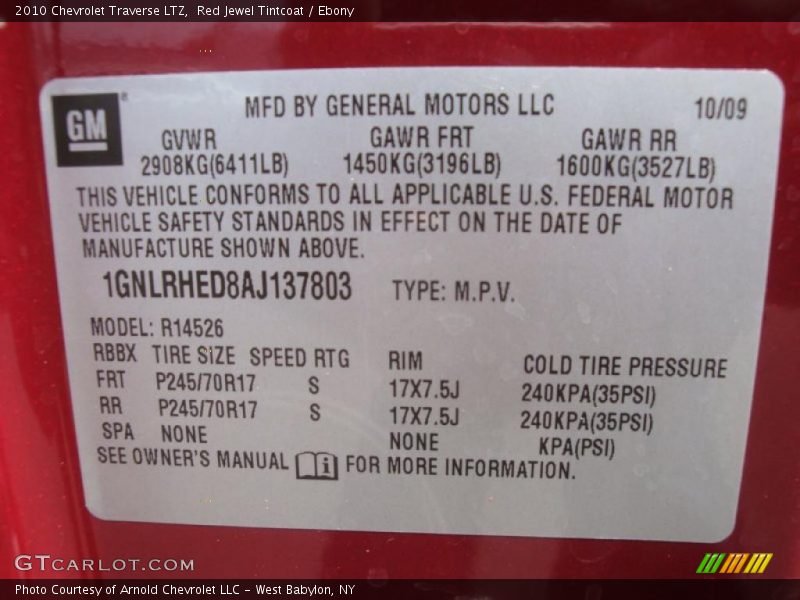 2010 Chevrolet Traverse LTZ, Red Jewel Tintcoat / Ebony
GM
MFD BY GENERAL MOTORS LLC 10/09
GVWR GAWR FRT GAWR RR
2908KG(6411LB) 1450KG(3196LB) 1600KG(3527LB)
THIS VEHICLE CONFORMS TO ALL APPLICABLE U.S. FEDERAL MOTOR
VEHICLE SAFETY STANDARDS IN EFFECT ON THE DATE OF
MANUFACTURE SHOWN ABOVE.
1GNLRHED8AJ137803 TYPE: M.P.V.
MODEL: R14526
RBBX TIRE SIZE SPEED RTG RIM COLD TIRE PRESSURE
FRT P245/70R17 S 17X7.5J 240KPA(35PSI)
RR P245/70R17 S 17X7.5J 240KPA(35PSI)
SPA NONE NONE KPA(PSI)
SEE OWNER'S MANUAL i FOR MORE INFORMATION.
GTCARLOT.COM
Photo Courtesy of Arnold Chevrolet LLC - West Babylon, NY